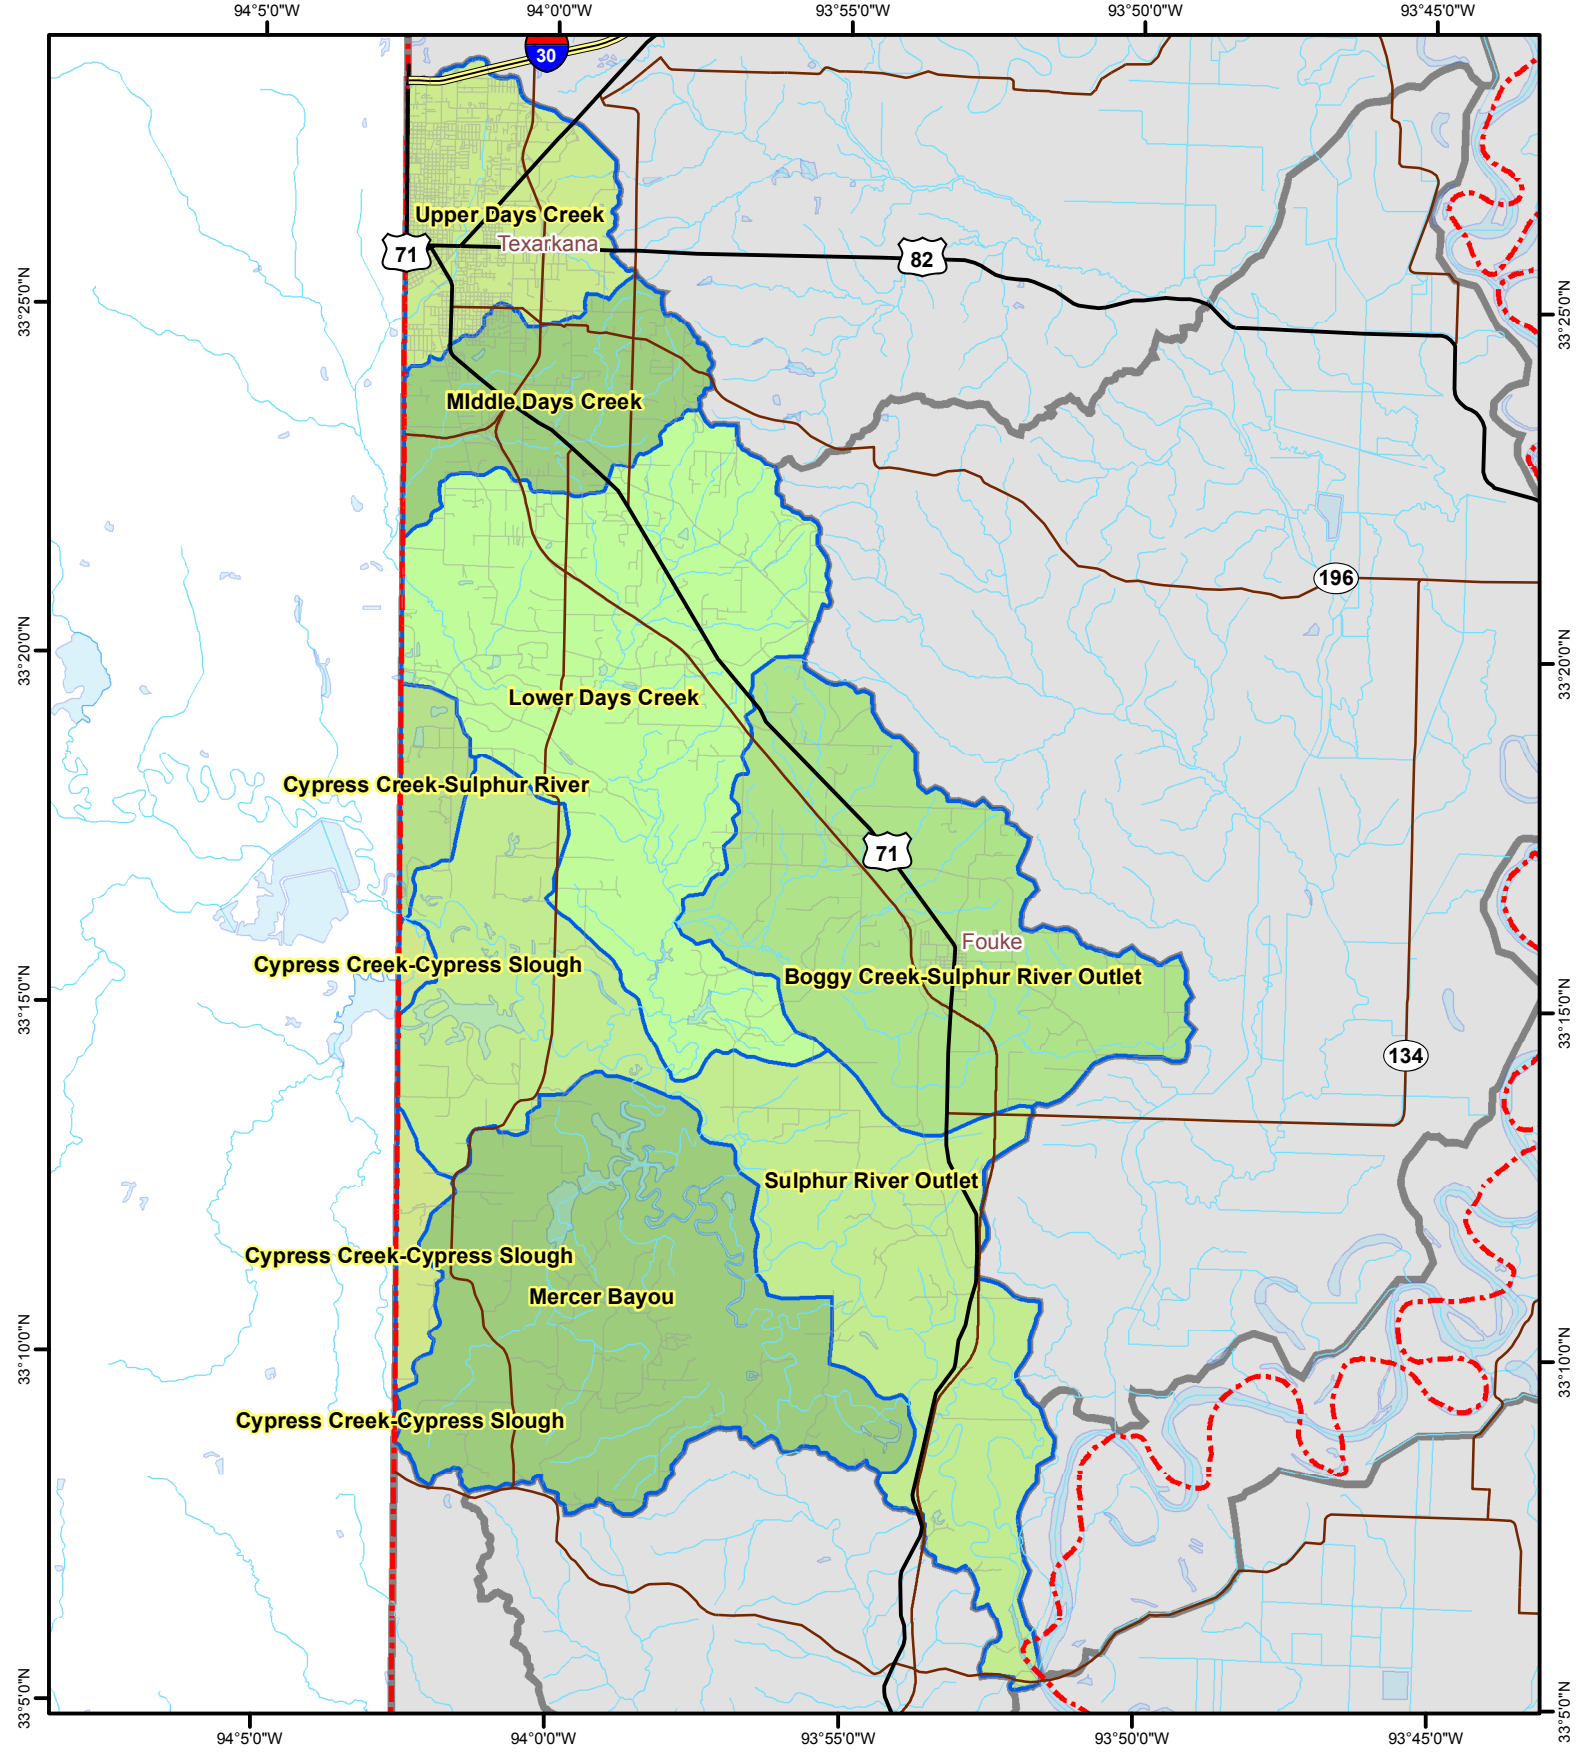 94°5'0"W
94°0'0"W
93°55'0"W
93°50'0"W
93°45'0"W
30
Upper Days Creek
Texarkana
71
82
33°25'0"N
33°25'0"N
MIddle Days Creek
196
33°20'0"N
33°20'0"N
Lower Days Creek
Cypress Creek-Sulphur River
71
Fouke
Cypress Creek-Cypress Slough
Boggy Creek-Sulphur River Outlet
33°15'0"N
33°15'0"N
134
Sulphur River Outlet
Cypress Creek-Cypress Slough
Mercer Bayou
33°10'0"N
33°10'0"N
Cypress Creek-Cypress Slough
33°5'0"N
33°5'0"N
94°5'0"W
94°0'0"W
93°55'0"W
93°50'0"W
93°45'0"W